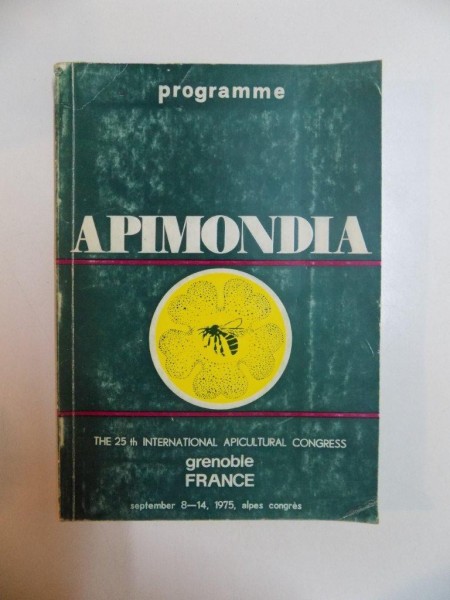 programme
APIMONDIA
THE 25 th INTERNATIONAL APICULTURAL CONGRESS
grenoble
FRANCE
september 8—14, 1975, alpes congrès